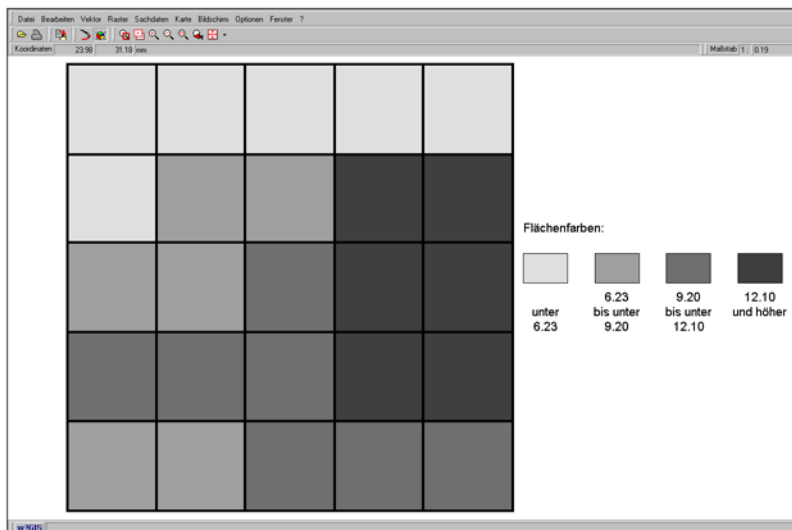 Datei Bearbeiten Vektor Raster Sachdaten Karte Bildschirm Optionen Fenster ?
Koordinaten: 23.98 31.18 mm Maßstab 1 : 0.19
Flächenfarben:
unter
6.23
6.23
bis unter
9.20
9.20
bis unter
12.10
12.10
und höher
w³GIS